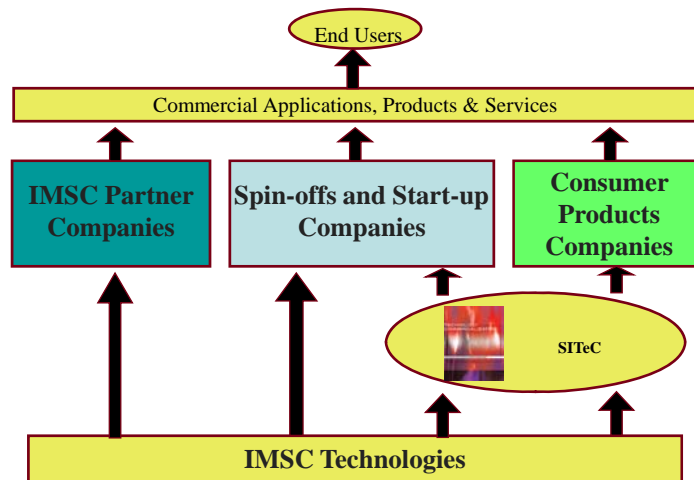 End Users
Commercial Applications, Products & Services
IMSC Partner
Companies
Spin-offs and Start-up
Companies
Consumer
Products
Companies
SITeC
IMSC Technologies